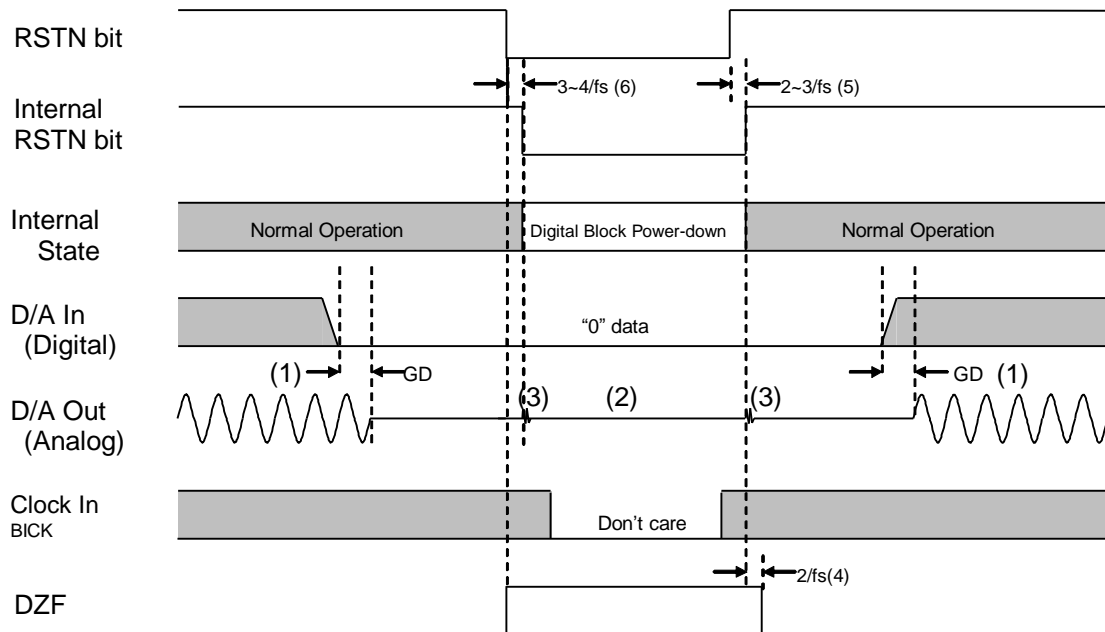 RSTN bit
3~4/fs (6)
2~3/fs (5)
Internal
RSTN bit
Internal
State
Normal Operation
Digital Block Power-down
Normal Operation
D/A In
(Digital)
“0” data
(1)
GD
GD
(1)
D/A Out
(Analog)
(3)
(2)
(3)
Clock In
BICK
Don’t care
2/fs(4)
DZF